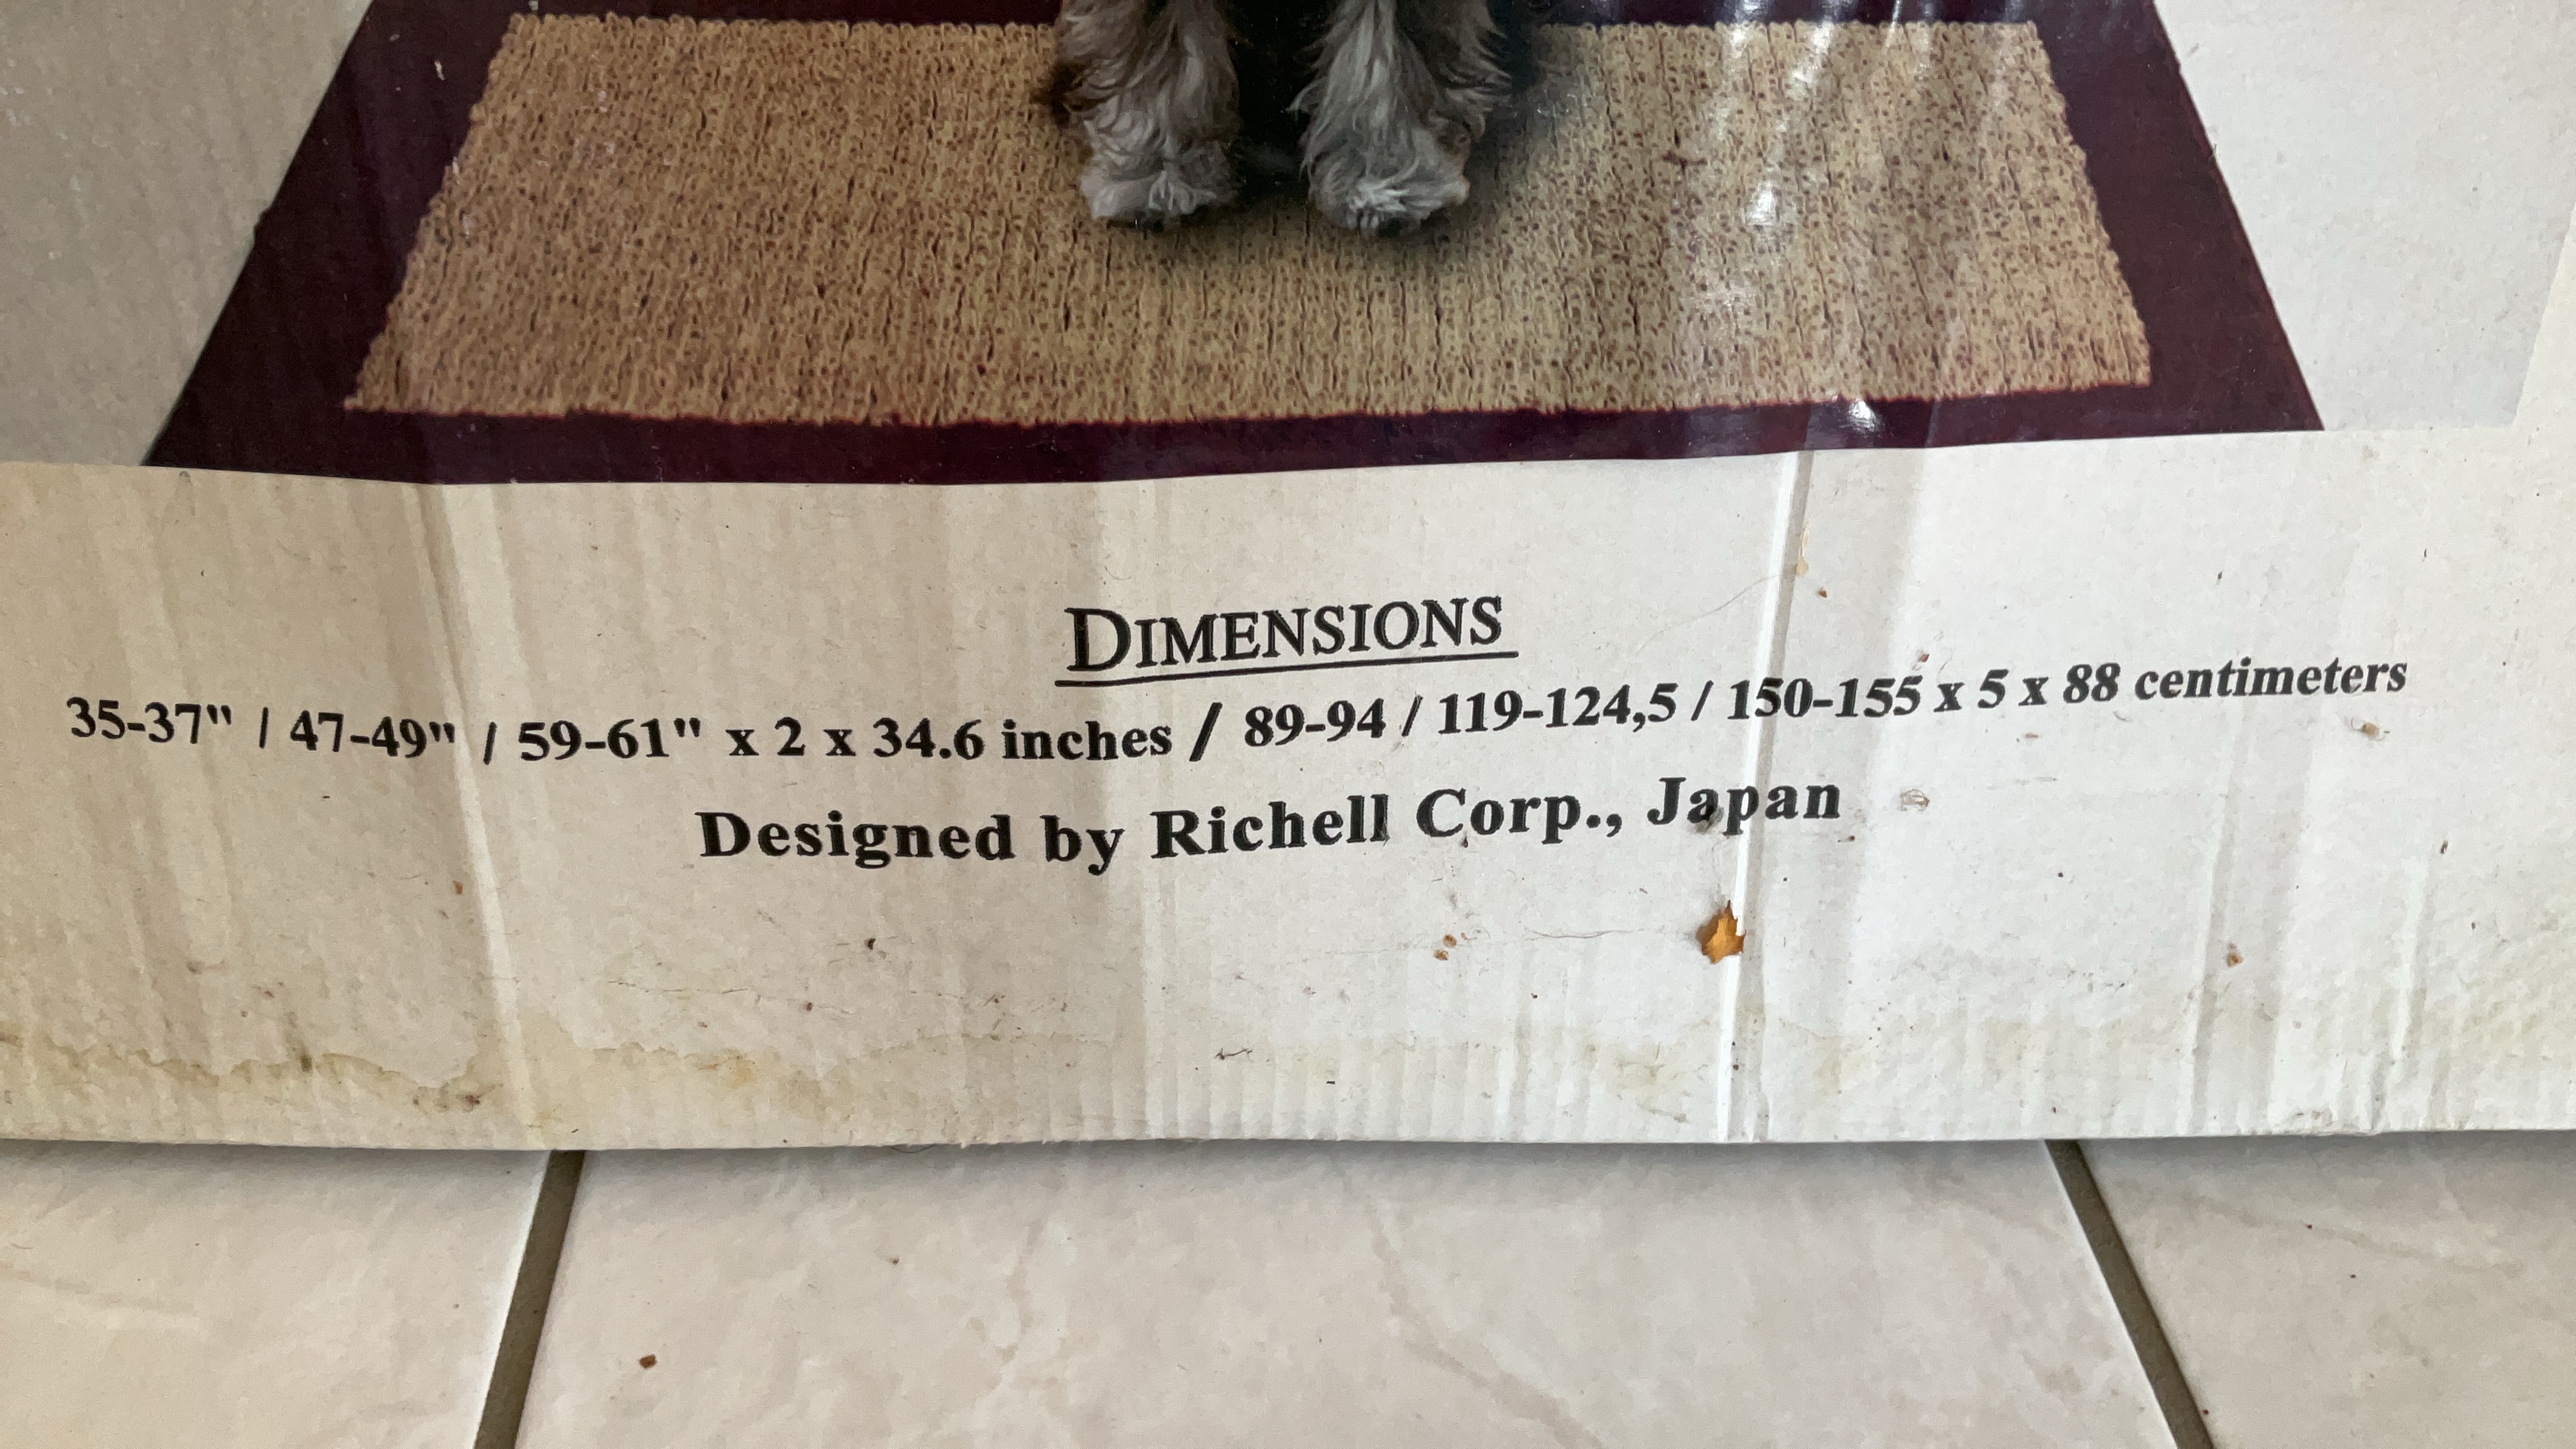 DIMENSIONS
35-37" / 47-49" / 59-61" x 2 x 34.6 inches / 89-94 / 119-124,5 / 150-155 x 5 x 88 centimeters
Designed by Richell Corp., Japan